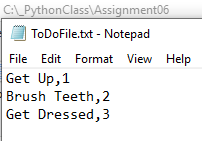 C:\_PythonClass\Assignment06
ToDoFile.txt - Notepad
File Edit Format View Help
Get Up,1
Brush Teeth,2
Get Dressed,3